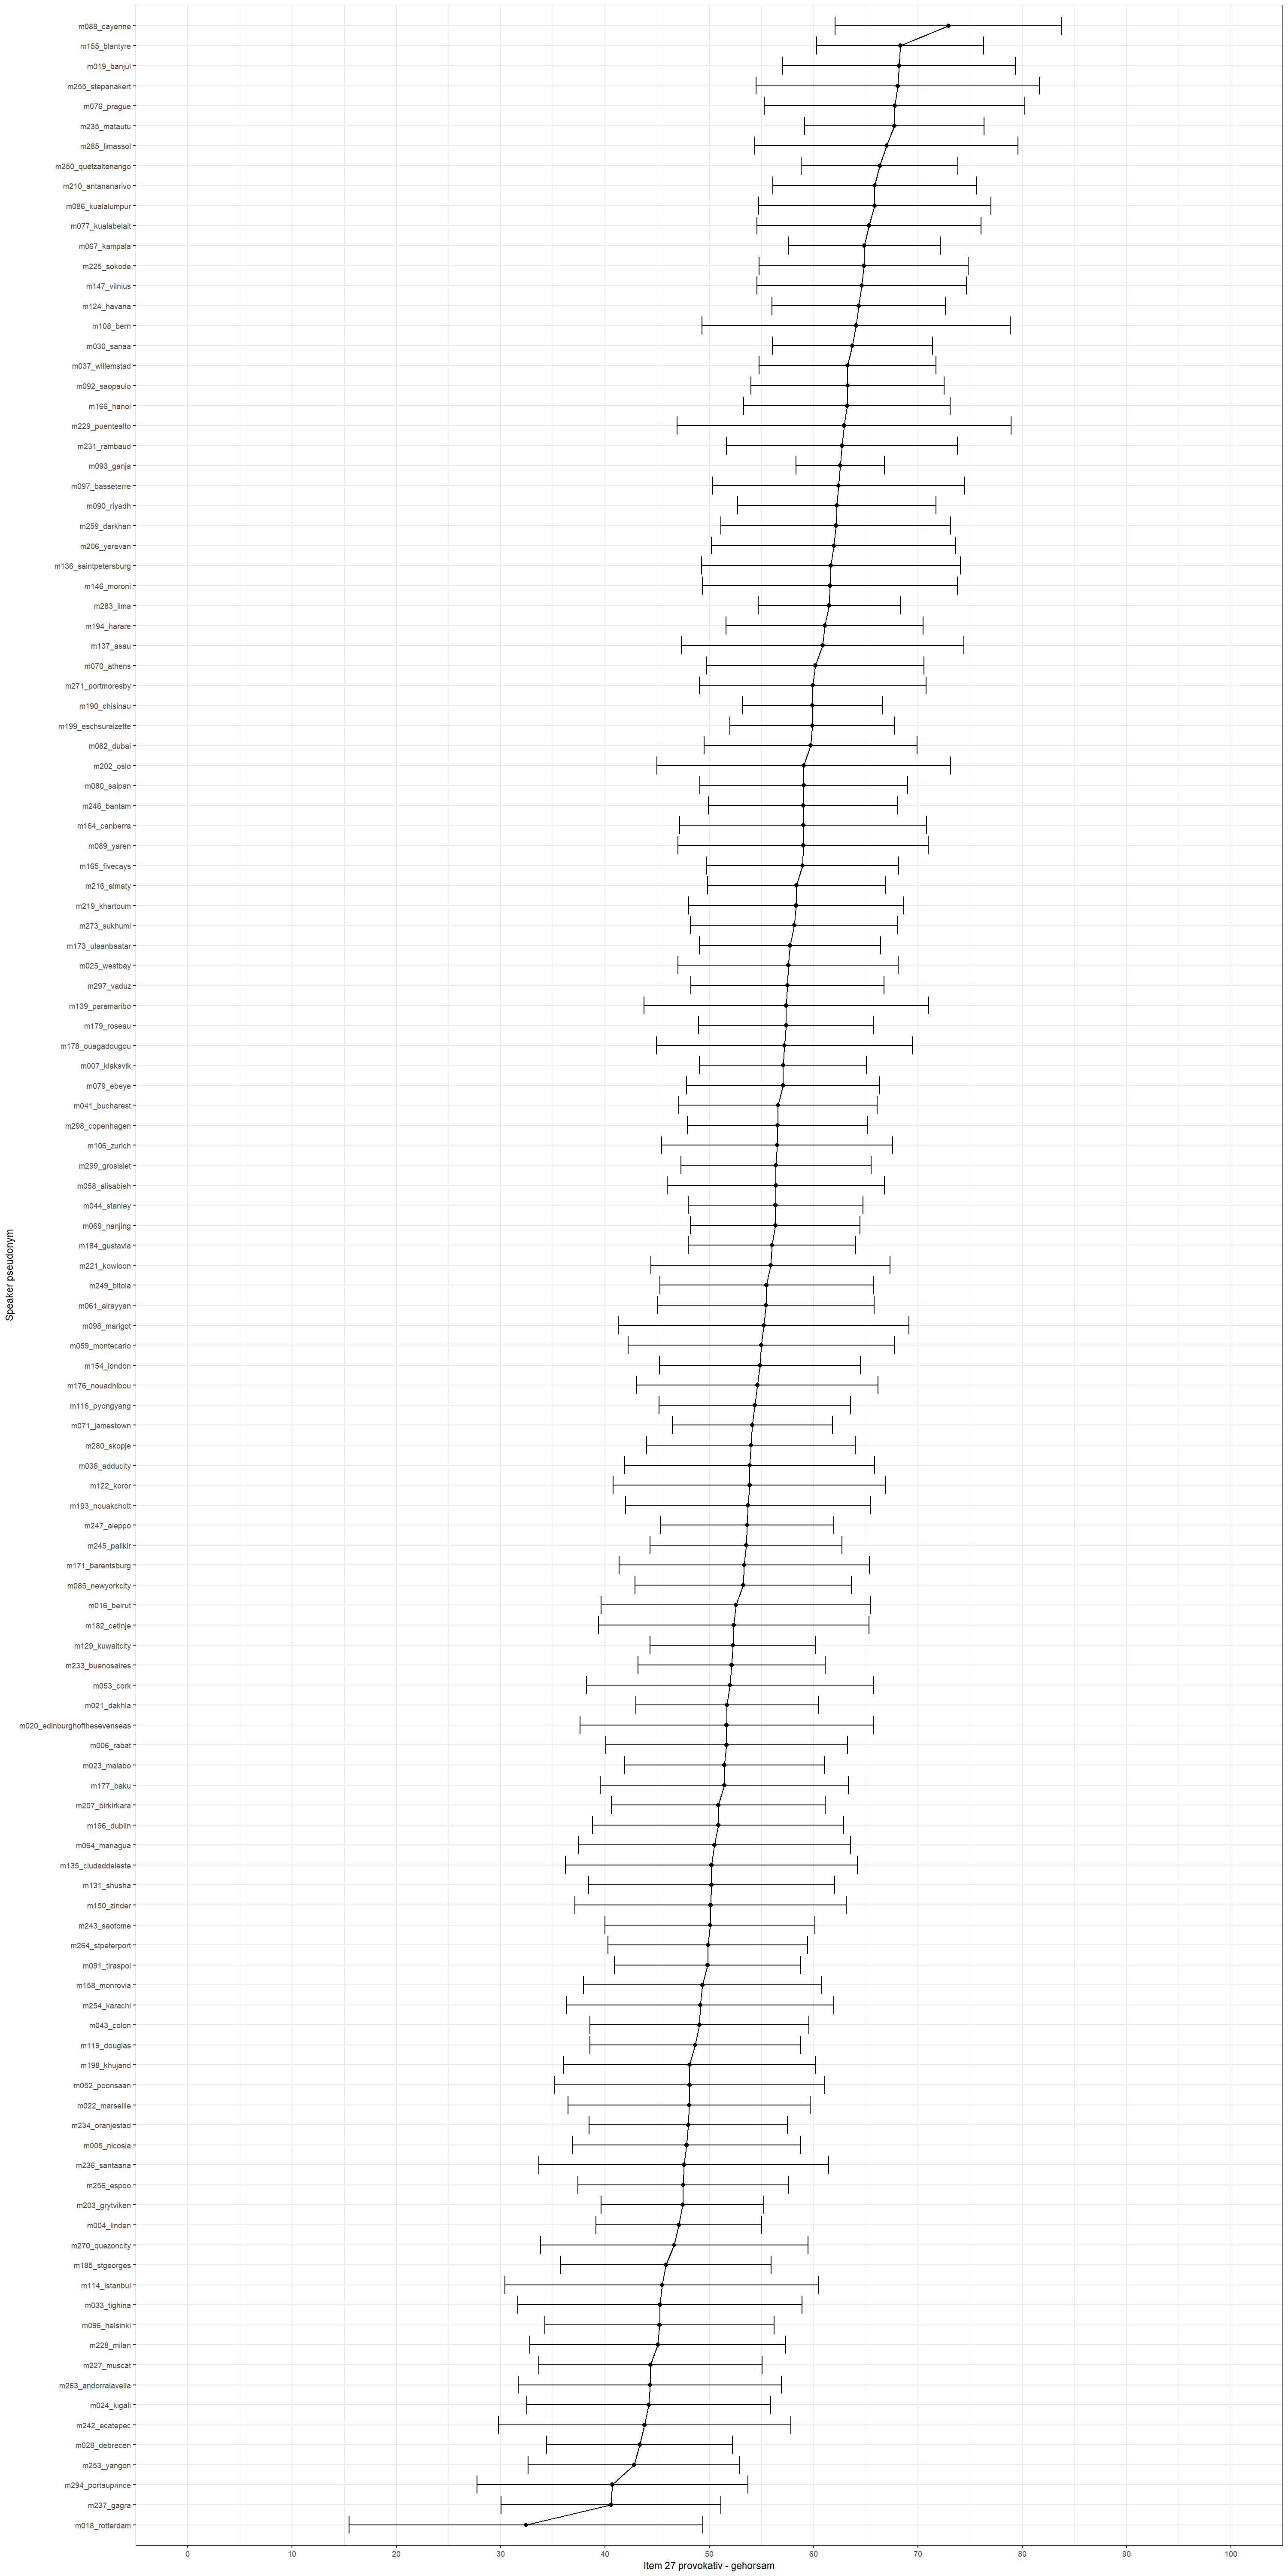 m088_cayenne
m155_blantyre
m019_banjul
m255_stepanakert
m076_prague
m235_matautu
m285_limassol
m250_quetzaltenango
m210_antananarivo
m086_kualalumpur
m077_kualabelait
m067_kampala
m225_sokode
m147_vilnius
m124_havana
m108_bern
m030_sanaa
m037_willemstad
m092_saopaulo
m166_hanoi
m229_puentealto
m231_rambaud
m093_ganja
m097_basseterre
m090_riyadh
m259_darkhan
m206_yerevan
m136_saintpetersburg
m146_moroni
m283_lima
m194_harare
m137_asau
m070_athens
m271_portmoresby
m190_chisinau
m199_eschsuralzette
m082_dubai
m202_oslo
m080_saipan
m246_bantam
m164_canberra
m089_yaren
m165_fivecays
m216_almaty
m219_khartoum
m273_sukhumi
m173_ulaanbaatar
m025_westbay
m297_vaduz
m139_paramaribo
m179_roseau
m178_ouagadougou
m007_klaksvik
m079_ebeye
m041_bucharest
m298_copenhagen
m106_zurich
m299_grosislet
m058_alisabieh
m044_stanley
m069_nanjing
m184_gustavia
m221_kowloon
m249_bitola
m061_alrayyan
m098_marigot
m059_montecarlo
m154_london
m176_nouadhibou
m116_pyongyang
m071_jamestown
m280_skopje
m036_adducity
m122_koror
m193_nouakchott
m247_aleppo
m245_palikir
m171_barentsburg
m085_newyorkcity
m016_beirut
m182_cetinje
m129_kuwaitcity
m233_buenosaires
m053_cork
m021_dakhla
m020_edinburghofthesevenseas
m006_rabat
m023_malabo
m177_baku
m207_birkirkara
m196_dublin
m064_managua
m135_ciudaddeleste
m131_shusha
m150_zinder
m243_saotome
m264_stpeterport
m091_tiraspol
m158_monrovia
m254_karachi
m043_colon
m119_douglas
m198_khujand
m052_poonsaan
m022_marseille
m234_oranjestad
m005_nicosia
m236_santaana
m256_espoo
m203_grytviken
m004_linden
m270_quezoncity
m185_stgeorges
m114_istanbul
m033_tighina
m096_helsinki
m228_milan
m227_muscat
m263_andorralavella
m024_kigali
m242_ecatepec
m028_debrecen
m253_yangon
m294_portauprince
m237_gagra
m018_rotterdam
Speaker pseudonym
0 10 20 30 40 50 60 70 80 90 100
Item 27 provokativ - gehorsam